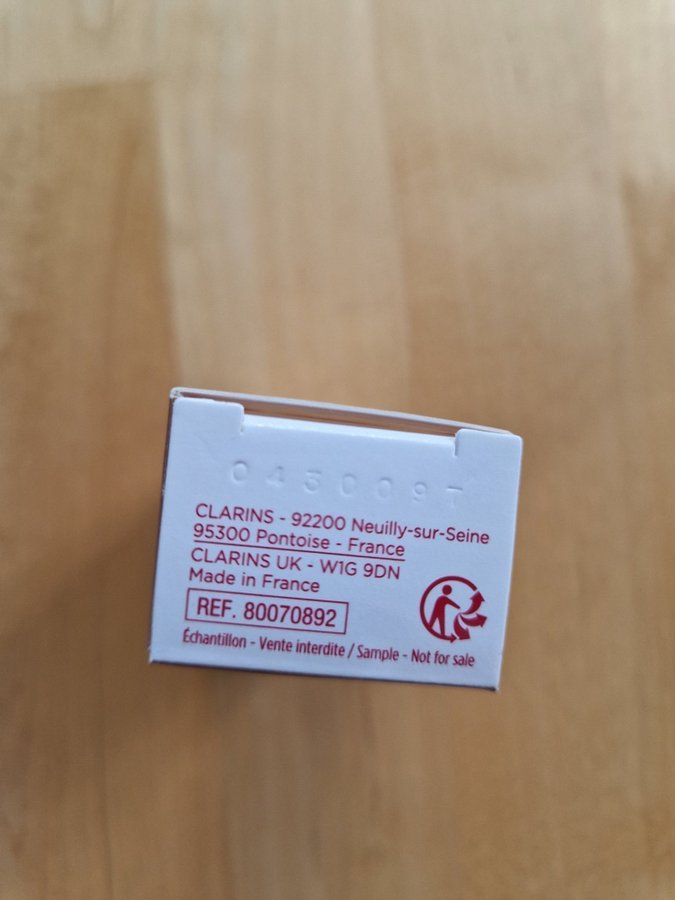 0430097
CLARINS - 92200 Neuilly-sur-Seine
95300 Pontoise - France
CLARINS UK - W1G 9DN
Made in France
REF. 80070892
Échantillon - Vente interdite / Sample - Not for sale